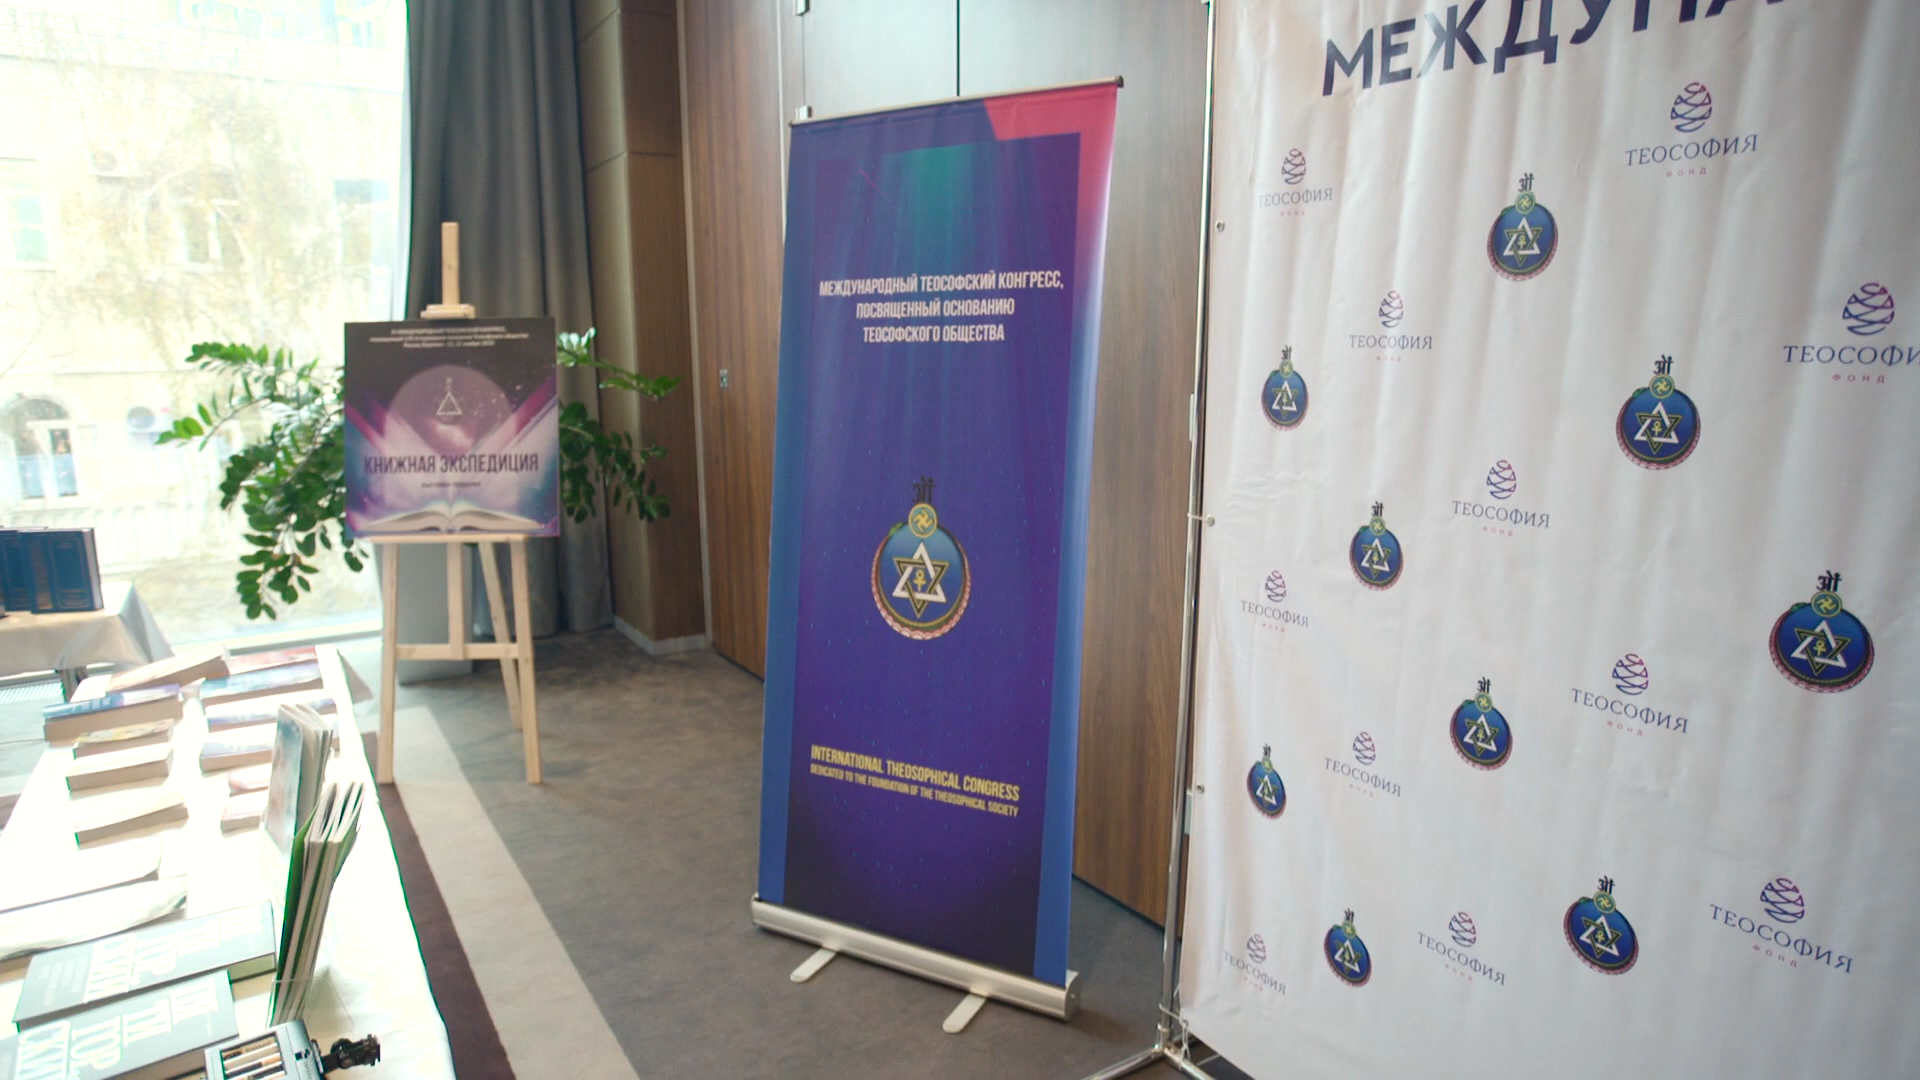 МЕЖДУНА
ТЕОСОФИЯ
ФОНД
ТЕОСОФИЯ
ФОНД
ТЕОСОФИЯ
ФОНД
ТЕОСОФИ
ФОНД
ТЕОСОФИЯ
ФОНД
ТЕОСОФИЯ
ФОНД
ТЕОСОФИЯ
ФОНД
ТЕОСОФИЯ
ФОНД
ТЕОСОФИЯ
ФОНД
ТЕОСОФИЯ
ФОНД
ТЕОСОФИЯ
ФОНД
МЕЖДУНАРОДНЫЙ ТЕОСОФСКИЙ КОНГРЕСС,
ПОСВЯЩЕННЫЙ ОСНОВАНИЮ
ТЕОСОФСКОГО ОБЩЕСТВА
INTERNATIONAL THEOSOPHICAL CONGRESS
DEDICATED TO THE FOUNDATION OF THE THEOSOPHICAL SOCIETY
КНИЖНАЯ ЭКСПЕДИЦИЯ